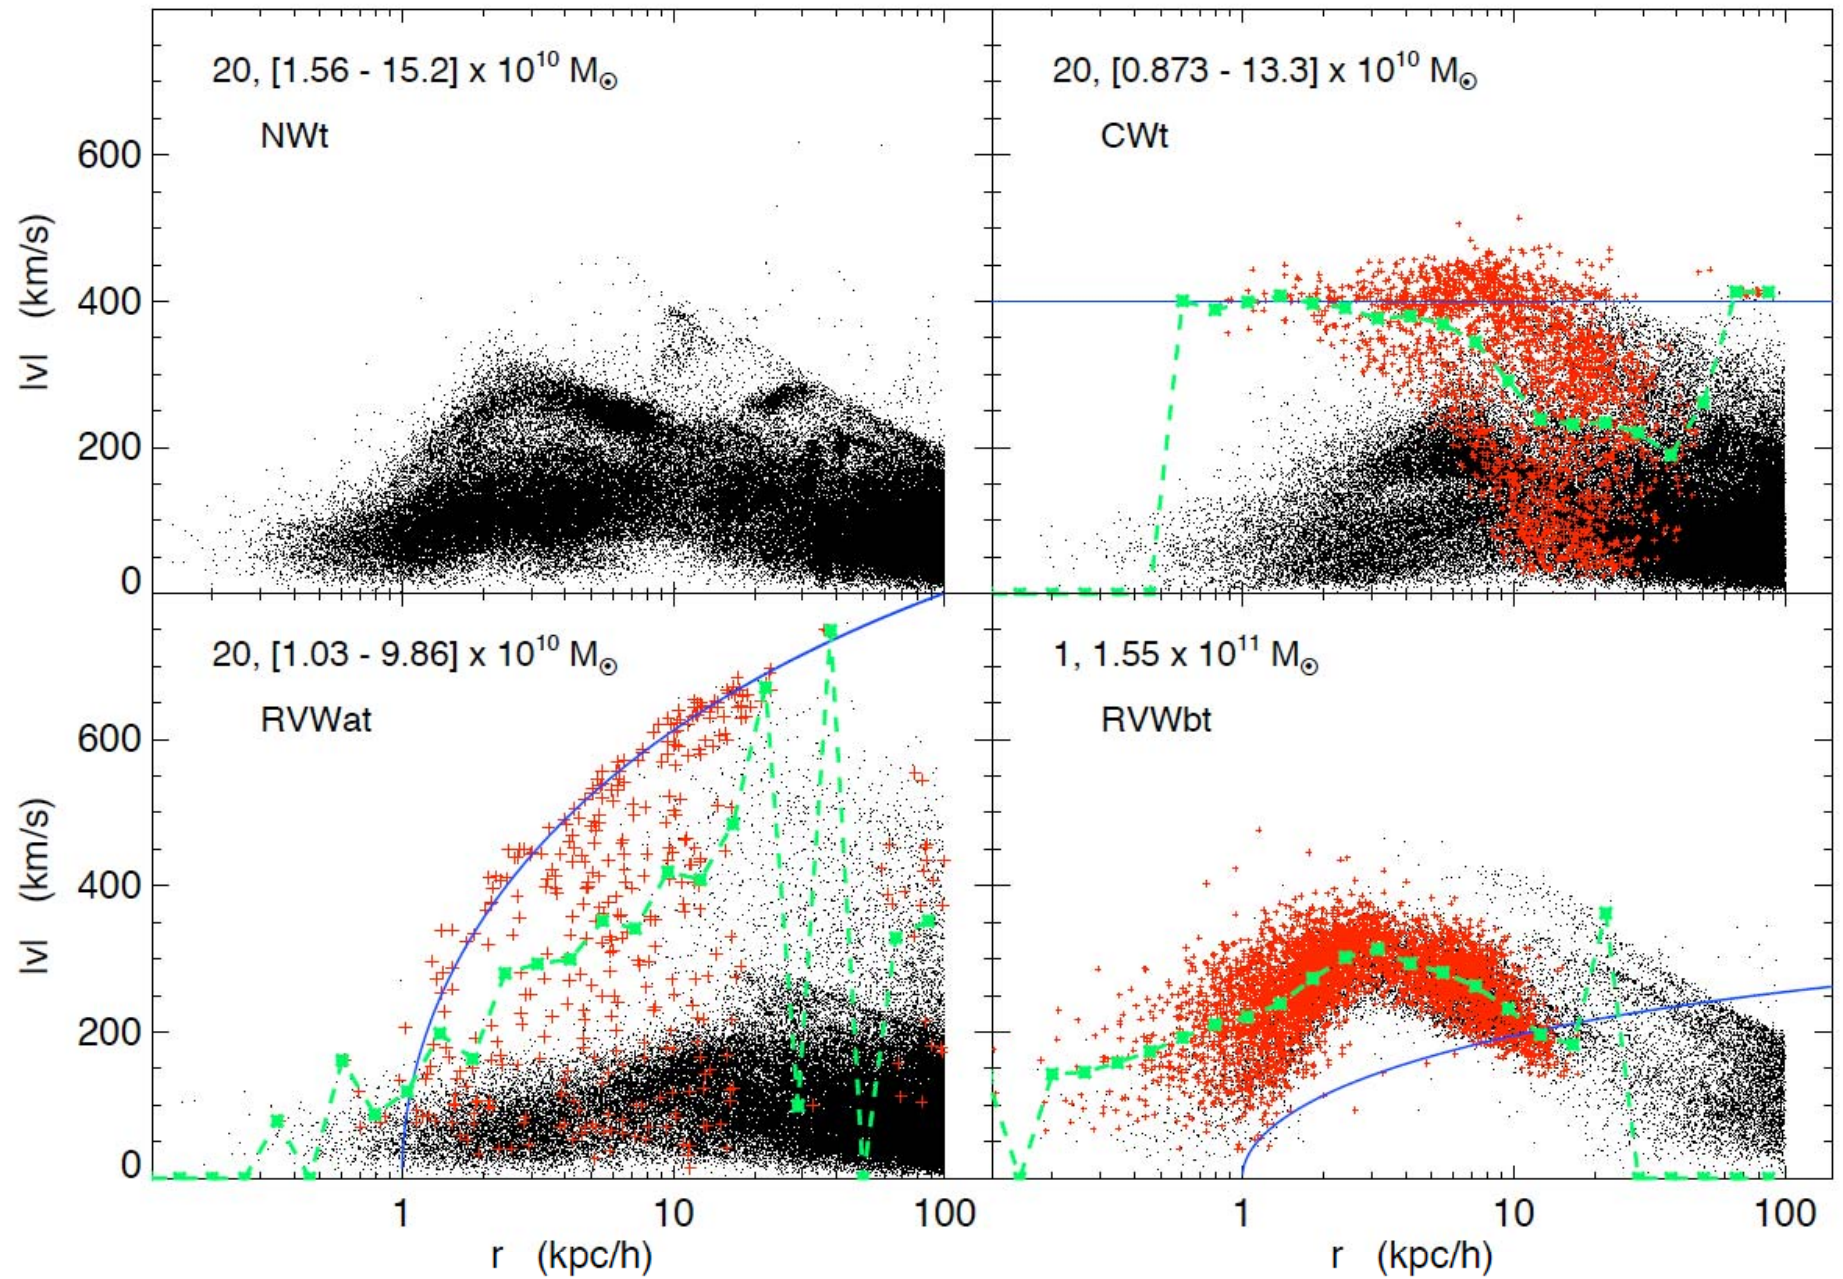 20, [1.56 - 15.2] x 10¹⁰ M☉
NWt
20, [0.873 - 13.3] x 10¹⁰ M☉
CWt
600
400
200
0
|v| (km/s)
20, [1.03 - 9.86] x 10¹⁰ M☉
RVWat
1, 1.55 x 10¹¹ M☉
RVWbt
600
400
200
0
|v| (km/s)
1 10 100
1 10 100
r (kpc/h)
r (kpc/h)